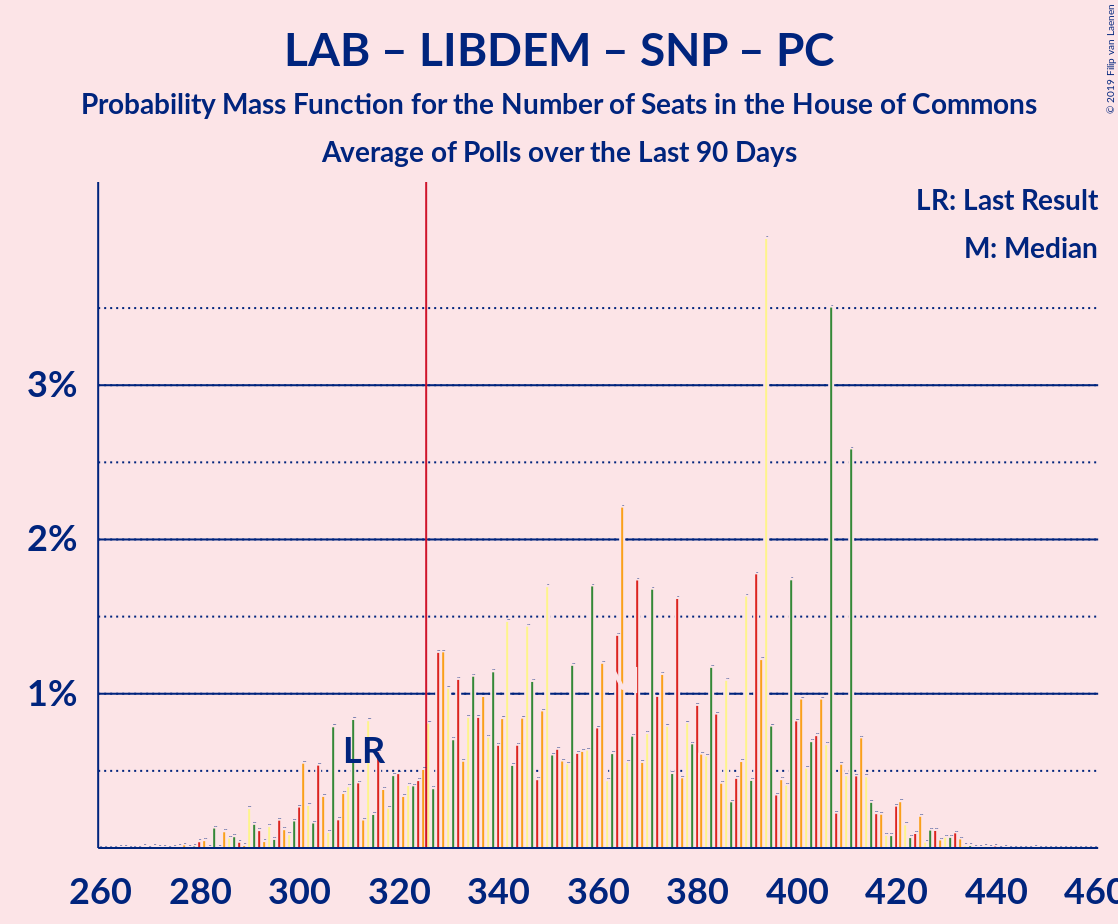 LAB – LIBDEM – SNP – PC
Probability Mass Function for the Number of Seats in the House of Commons
Average of Polls over the Last 90 Days
© 2019 Filip van Laenen
LR: Last Result
M: Median
3%
2%
1%
LR
260 280 300 320 340 360 380 400 420 440 460